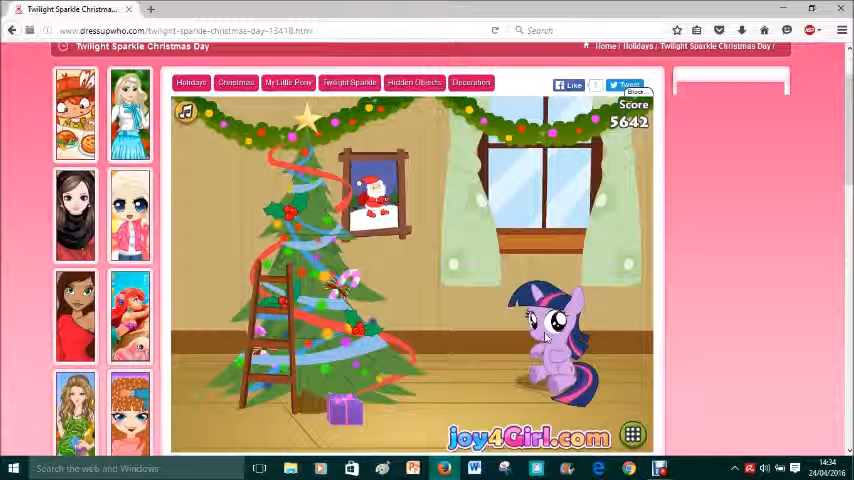 Twilight Sparkle Christmas...
www.dressupwho.com/twilight-sparkle-christmas-day-13418.html
Search
Twilight Sparkle Christmas Day
Home / Holidays / Twilight Sparkle Christmas Day /
Holidays
Christmas
My Little Pony
Twilight Sparkle
Hidden Objects
Decoration
Like
Tweet
Block...
Score
5642
joy4Girl.com
Search the web and Windows
14:34
24/04/2016